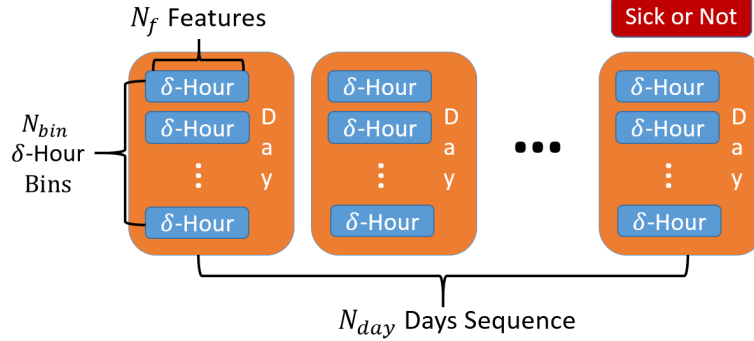 N_f Features
Sick or Not
N_bin
δ-Hour
Bins
δ-Hour
δ-Hour
⋮
δ-Hour
D
a
y
δ-Hour
δ-Hour
⋮
δ-Hour
D
a
y
•••
δ-Hour
δ-Hour
⋮
δ-Hour
D
a
y
N_day Days Sequence